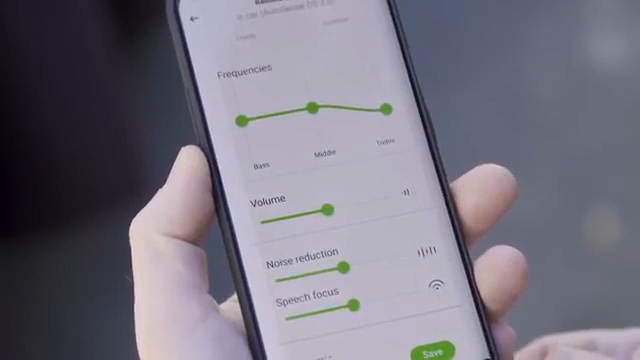 Frequencies
Bass
Middle
Treble
Volume
Noise reduction
Speech focus
Save